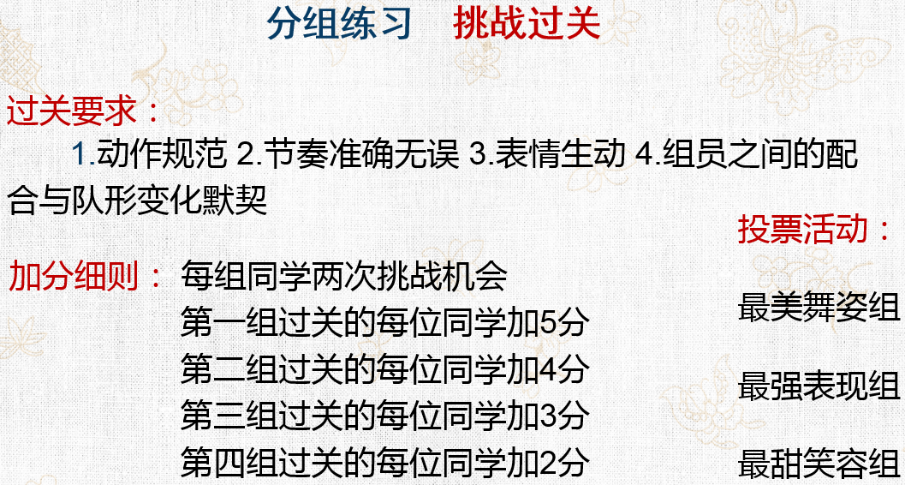 分组练习 挑战过关
过关要求：
1.动作规范 2.节奏准确无误 3.表情生动 4.组员之间的配
合与队形变化默契
加分细则：每组同学两次挑战机会
第一组过关的每位同学加5分
第二组过关的每位同学加4分
第三组过关的每位同学加3分
第四组过关的每位同学加2分
投票活动：
最美舞姿组
最强表现组
最甜笑容组